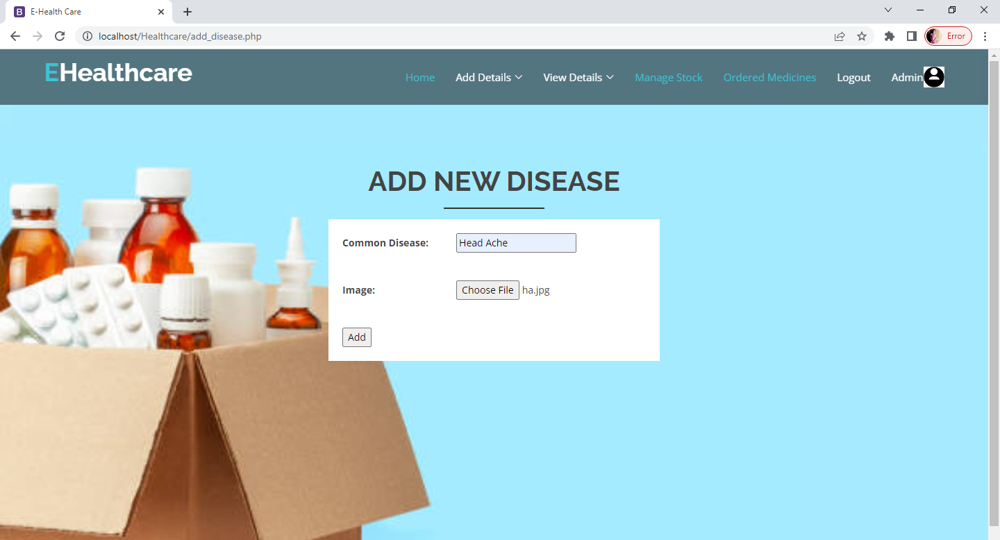 E-Health Care
localhost/Healthcare/add_disease.php
Error
EHealthcare
Home Add Details View Details Manage Stock Ordered Medicines Logout Admin
ADD NEW DISEASE
Common Disease: Head Ache
Image: Choose File ha.jpg
Add